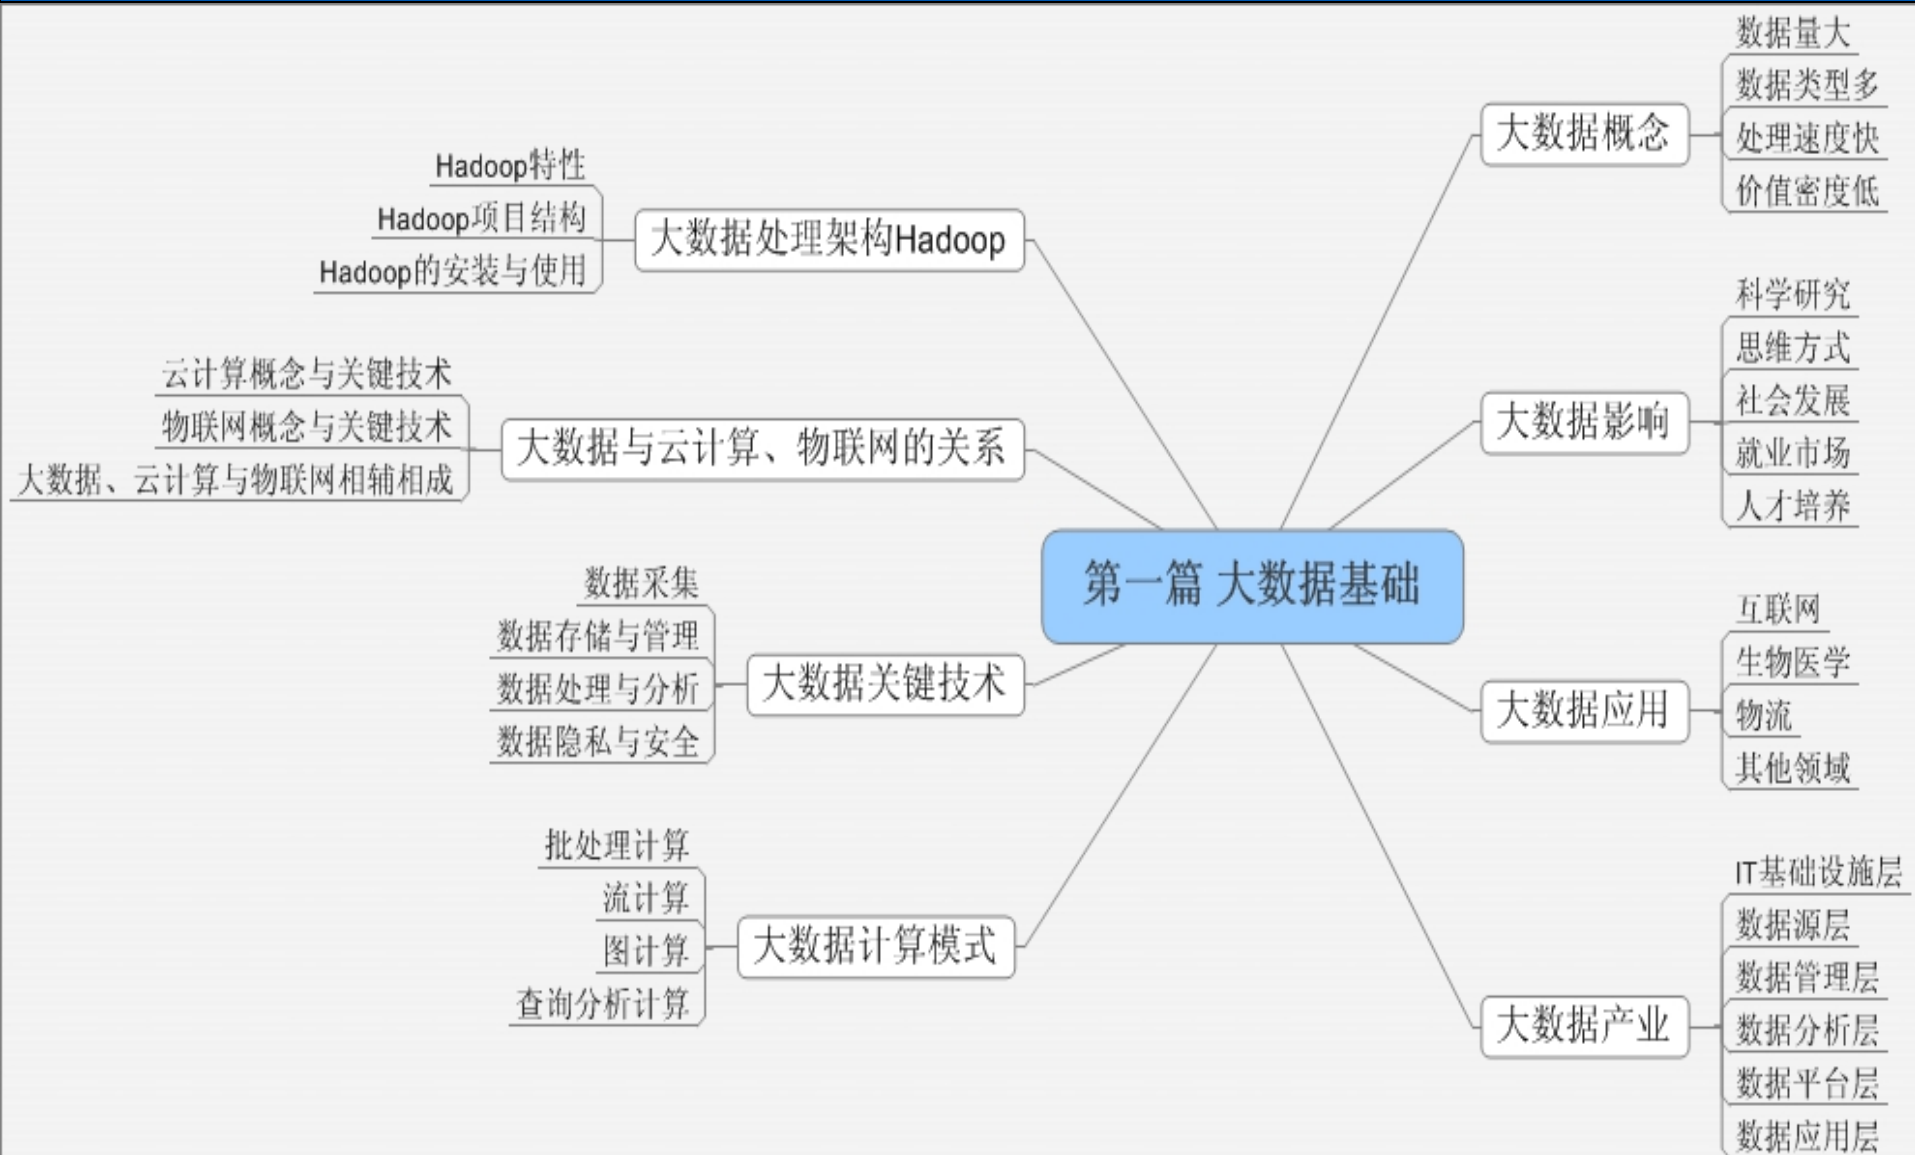 第一篇 大数据基础
大数据概念
数据量大
数据类型多
处理速度快
价值密度低
大数据影响
科学研究
思维方式
社会发展
就业市场
人才培养
大数据应用
互联网
生物医学
物流
其他领域
大数据产业
IT基础设施层
数据源层
数据管理层
数据分析层
数据平台层
数据应用层
大数据计算模式
批处理计算
流计算
图计算
查询分析计算
大数据关键技术
数据采集
数据存储与管理
数据处理与分析
数据隐私与安全
大数据与云计算、物联网的关系
云计算概念与关键技术
物联网概念与关键技术
大数据、云计算与物联网相辅相成
大数据处理架构Hadoop
Hadoop特性
Hadoop项目结构
Hadoop的安装与使用